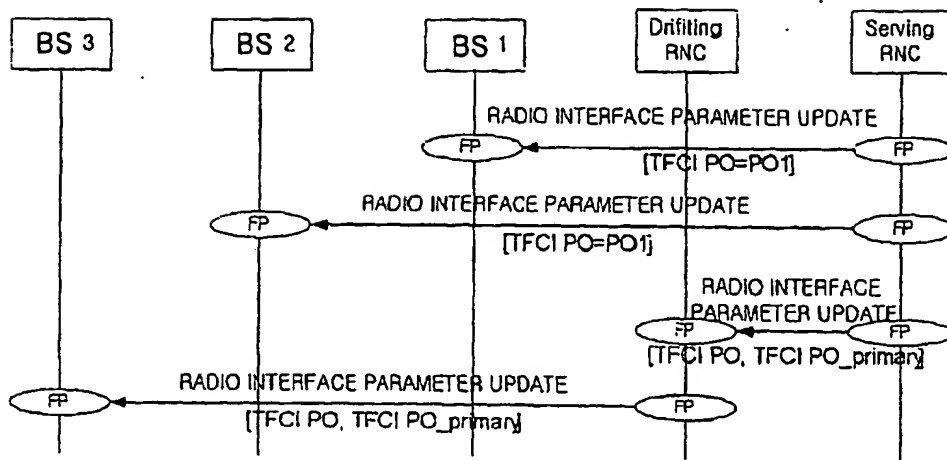 BS 3
BS 2
BS 1
Drifiting
RNC
Serving
RNC
RADIO INTERFACE PARAMETER UPDATE
FP
FP
[TFCI PO=PO1]
RADIO INTERFACE PARAMETER UPDATE
FP
FP
[TFCI PO=PO1]
RADIO INTERFACE
PARAMETER UPDATE
FP
FP
[TFCI PO, TFCI PO_primary]
RADIO INTERFACE PARAMETER UPDATE
FP
FP
[TFCI PO, TFCI PO_primary]